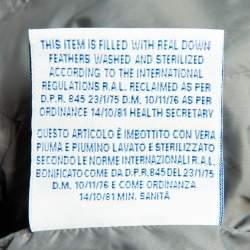 THIS ITEM IS FILLED WITH REAL DOWN
FEATHERS WASHED AND STERILIZED
ACCORDING TO THE INTERNATIONAL
REGULATIONS R.A.L. RECLAIMED AS PER
D.P.R. 845 23/1/75 D.M. 10/11/76 AS PER
ORDINANCE 14/10/81 HEALTH SECRETARY
QUESTO ARTICOLO È IMBOTTITO CON VERA
PIUMA E PIUMINO LAVATO E STERILIZZATO
SECONDO LE NORME INTERNAZIONALI R.A.L.
BONIFICATO COME DA DPR 845 DEL 23/1/75
D.M. 10/11/76 E COME ORDINANZA
14/10/81 MIN. SANITÀ